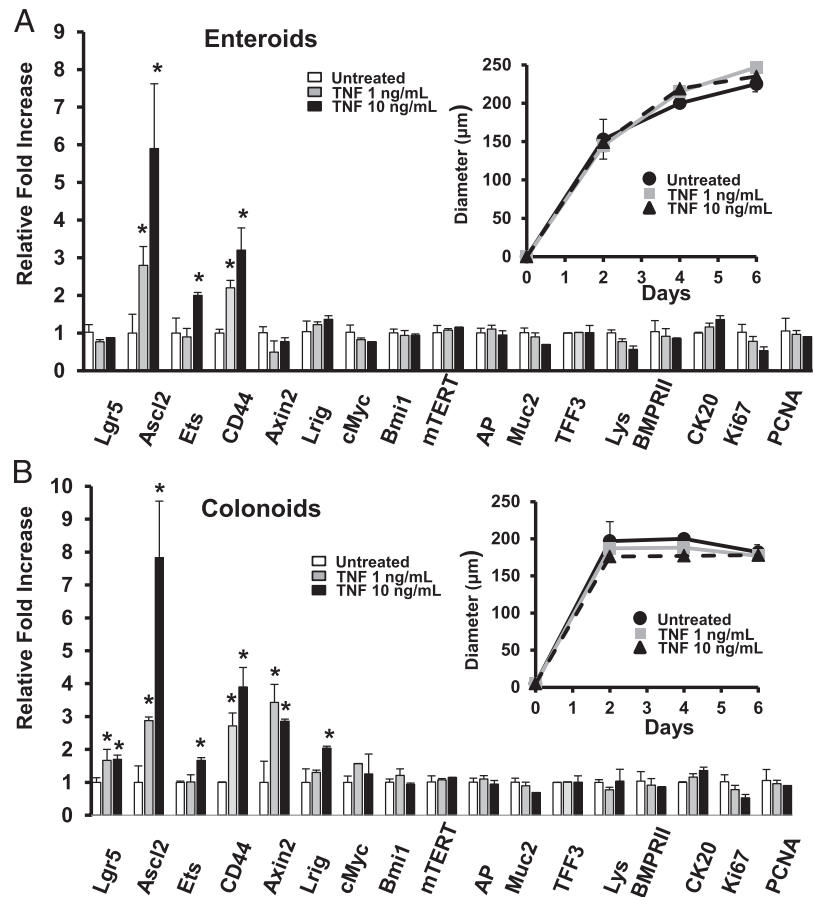 A
Enteroids
Relative Fold Increase
9
8
7
6
5
4
3
2
1
0
Untreated
TNF 1 ng/mL
TNF 10 ng/mL
* * * * *
Diameter (µm)
250
200
150
100
50
0
Untreated
TNF 1 ng/mL
TNF 10 ng/mL
0 1 2 3 4 5 6
Days
Lgr5 Ascl2 Ets CD44 Axin2 Lrig cMyc Bmi1 mTERT AP Muc2 TFF3 Lys BMPRII CK20 Ki67 PCNA
B
Colonoids
Relative Fold Increase
10
9
8
7
6
5
4
3
2
1
0
Untreated
TNF 1 ng/mL
TNF 10 ng/mL
* * * * * * * * * *
Diameter (µm)
250
200
150
100
50
0
Untreated
TNF 1 ng/mL
TNF 10 ng/mL
0 1 2 3 4 5 6
Days
Lgr5 Ascl2 Ets CD44 Axin2 Lrig cMyc Bmi1 mTERT AP Muc2 TFF3 Lys BMPRII CK20 Ki67 PCNA